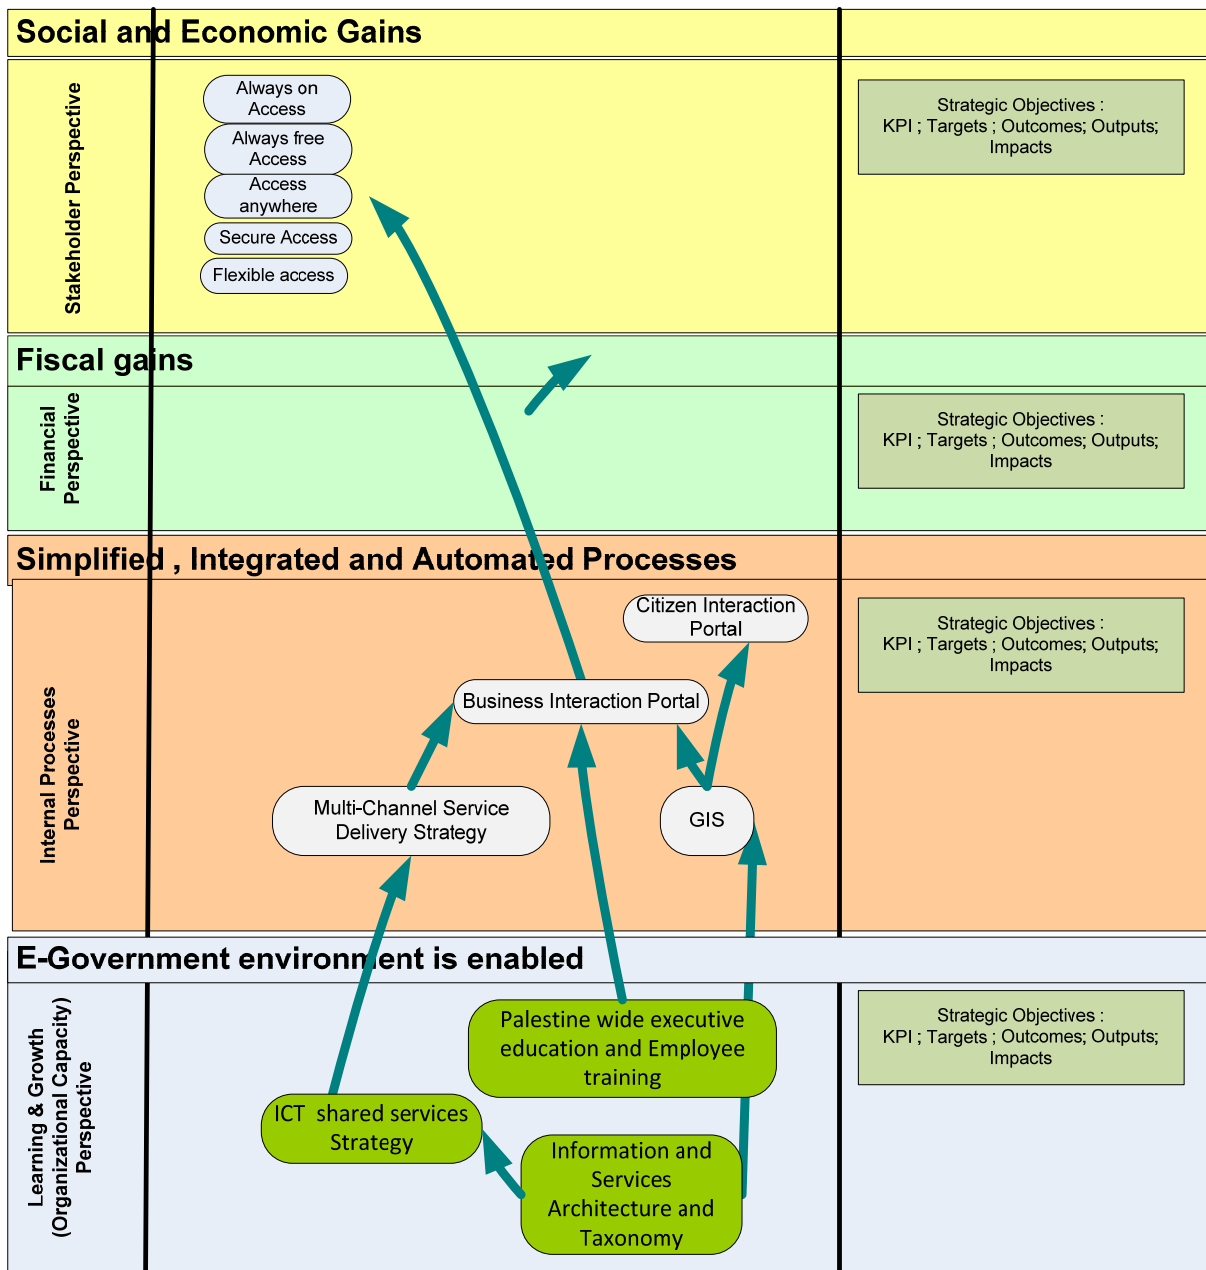 Social and Economic Gains
Stakeholder Perspective
Always on
Access
Always free
Access
Access
anywhere
Secure Access
Flexible access
Strategic Objectives :
KPI ; Targets ; Outcomes; Outputs;
Impacts
Fiscal gains
Financial
Perspective
Strategic Objectives :
KPI ; Targets ; Outcomes; Outputs;
Impacts
Simplified , Integrated and Automated Processes
Internal Processes
Perspective
Citizen Interaction
Portal
Business Interaction Portal
Multi-Channel Service
Delivery Strategy
GIS
Strategic Objectives :
KPI ; Targets ; Outcomes; Outputs;
Impacts
E-Government environment is enabled
Learning & Growth
(Organizational Capacity)
Perspective
Palestine wide executive
education and Employee
training
ICT  shared services
Strategy
Information and
Services
Architecture and
Taxonomy
Strategic Objectives :
KPI ; Targets ; Outcomes; Outputs;
Impacts